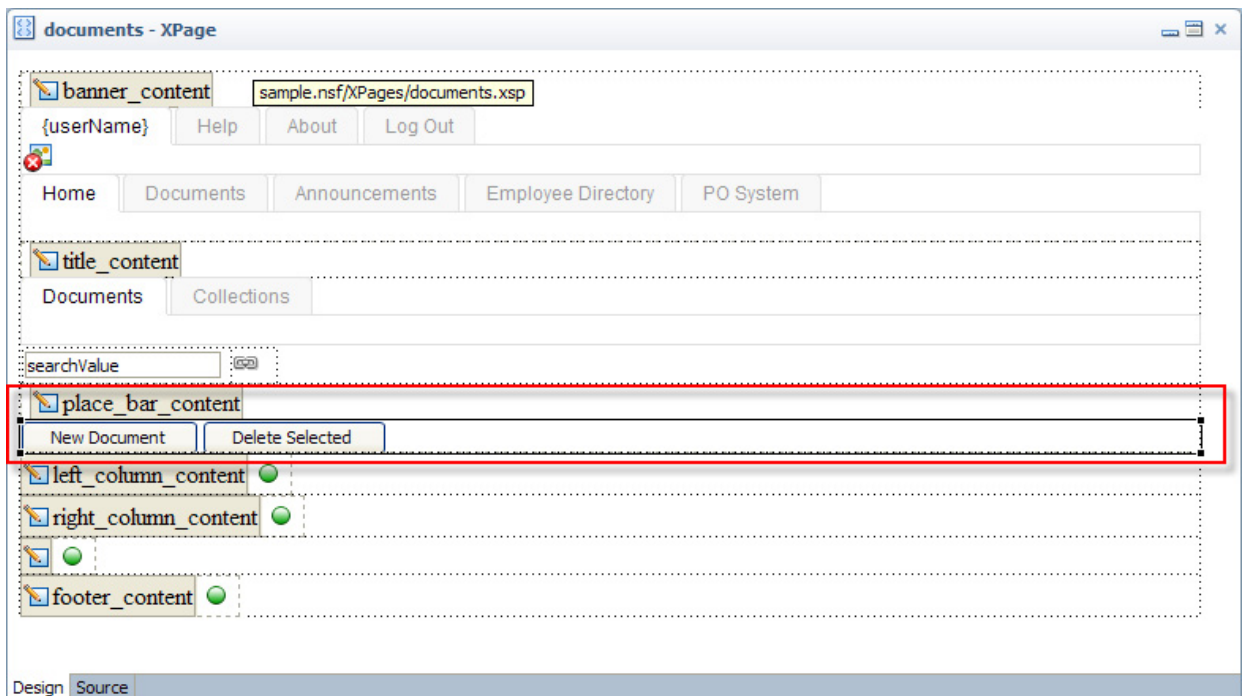 documents - XPage
banner_content
sample.nsf/XPages/documents.xsp
{userName} Help About Log Out
Home Documents Announcements Employee Directory PO System
title_content
Documents Collections
searchValue
place_bar_content
New Document Delete Selected
left_column_content
right_column_content
footer_content
Design Source